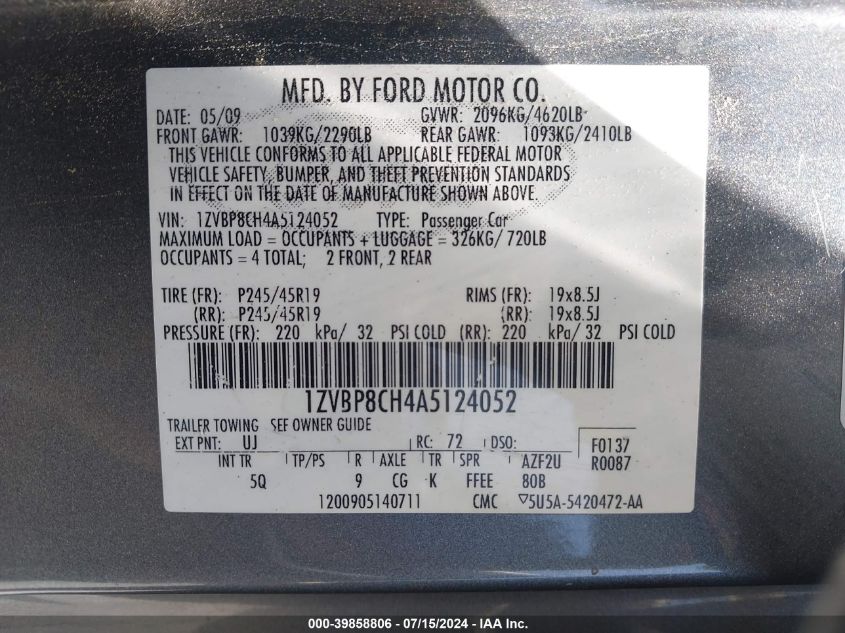 MFD. BY FORD MOTOR CO.
DATE: 05/09 GVWR: 2096KG/4620LB
FRONT GAWR: 1039KG/2290LB REAR GAWR: 1093KG/2410LB
THIS VEHICLE CONFORMS TO ALL APPLICABLE FEDERAL MOTOR
VEHICLE SAFETY, BUMPER, AND THEFT PREVENTION STANDARDS
IN EFFECT ON THE DATE OF MANUFACTURE SHOWN ABOVE.
VIN: 1ZVBP8CH4A5124052 TYPE: Passenger Car
MAXIMUM LOAD = OCCUPANTS + LUGGAGE = 326KG/ 720LB
OCCUPANTS = 4 TOTAL; 2 FRONT, 2 REAR
TIRE (FR): P245/45R19 RIMS (FR): 19x8.5J
(RR): P245/45R19 (RR): 19x8.5J
PRESSURE (FR): 220 kPa/ 32 PSI COLD (RR): 220 kPa/ 32 PSI COLD
1ZVBP8CH4A5124052
TRAILER TOWING SEE OWNER GUIDE
EXT PNT: UJ RC: 72 DSO: F0137
INT TR TP/PS R AXLE TR SPR AZF2U R0087
5Q 9 CG K FFEE 80B
1200905140711 CMC ▽5U5A-5420472-AA
000-39858806 - 07/15/2024 - IAA Inc.